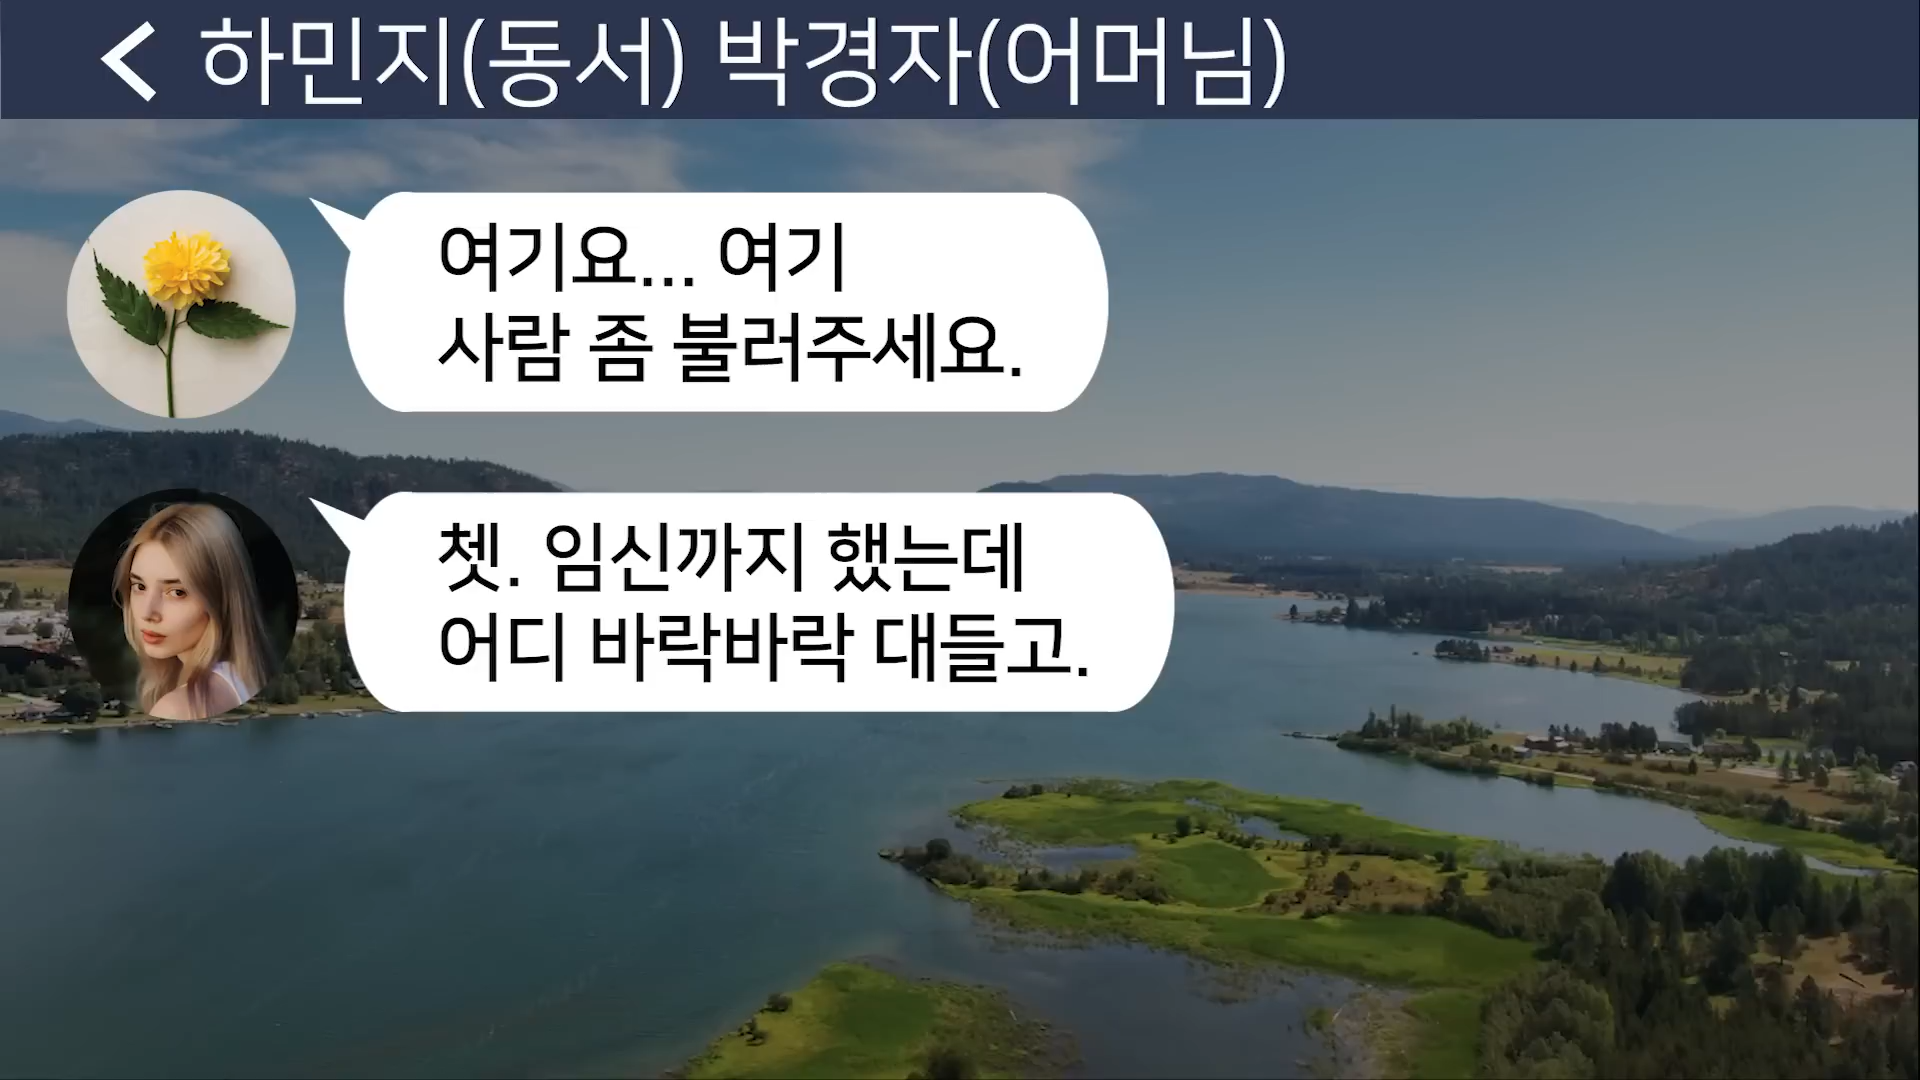 하민지(동서) 박경자(어머님)
여기요... 여기
사람 좀 불러주세요.
쳇. 임신까지 했는데
어디 바락바락 대들고.